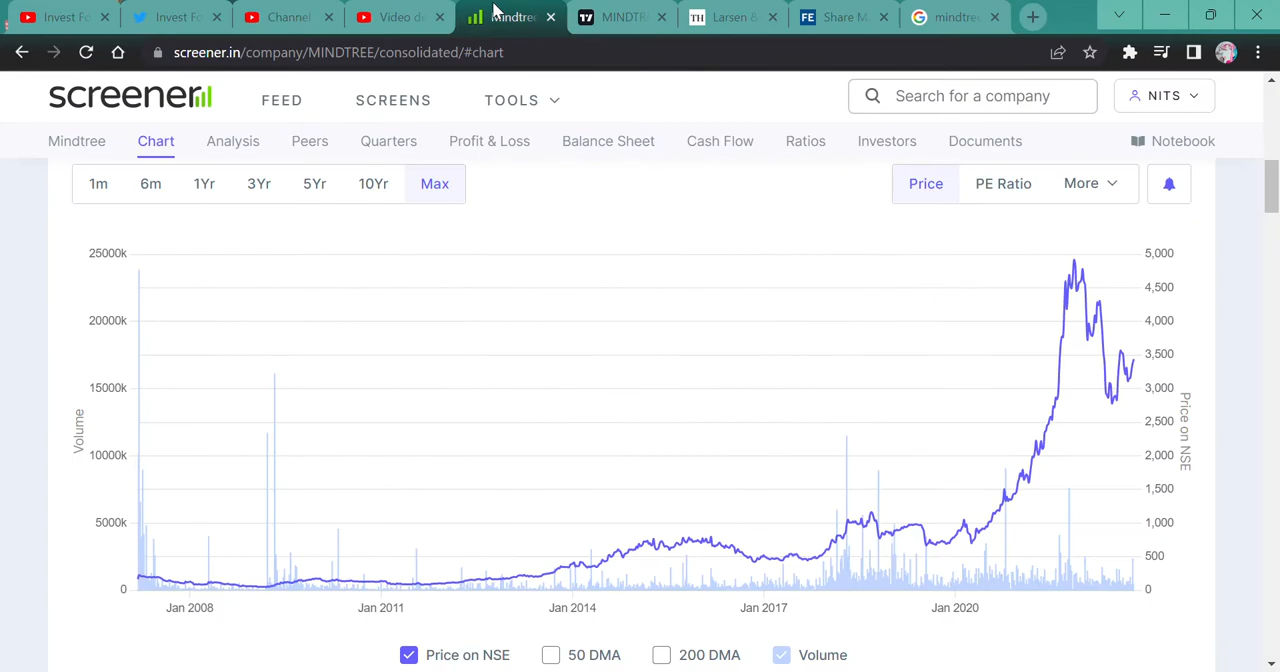 Invest Fo
Invest Fo
Channel
Video de
Mindtre
MINDTR
Larsen &
Share M
mindtre
screener.in/company/MINDTREE/consolidated/#chart
screener
FEED
SCREENS
TOOLS
Search for a company
NITS
Mindtree
Chart
Analysis
Peers
Quarters
Profit & Loss
Balance Sheet
Cash Flow
Ratios
Investors
Documents
Notebook
1m
6m
1Yr
3Yr
5Yr
10Yr
Max
Price
PE Ratio
More
25000k
20000k
15000k
10000k
5000k
0
Volume
5,000
4,500
4,000
3,500
3,000
2,500
2,000
1,500
1,000
500
0
Price on NSE
Jan 2008
Jan 2011
Jan 2014
Jan 2017
Jan 2020
Price on NSE
50 DMA
200 DMA
Volume